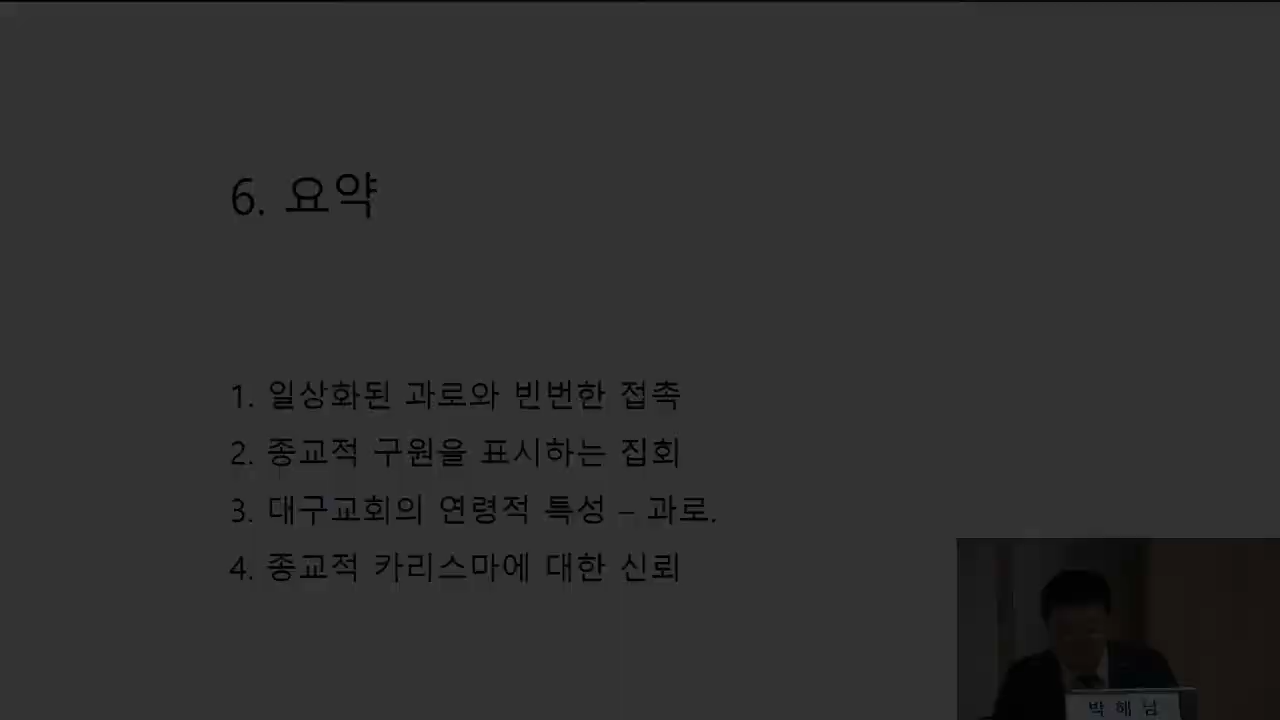 6. 요약
1. 일상화된 과로와 빈번한 접촉
2. 종교적 구원을 표시하는 집회
3. 대구교회의 연령적 특성 – 과로.
4. 종교적 카리스마에 대한 신뢰
박 해 남